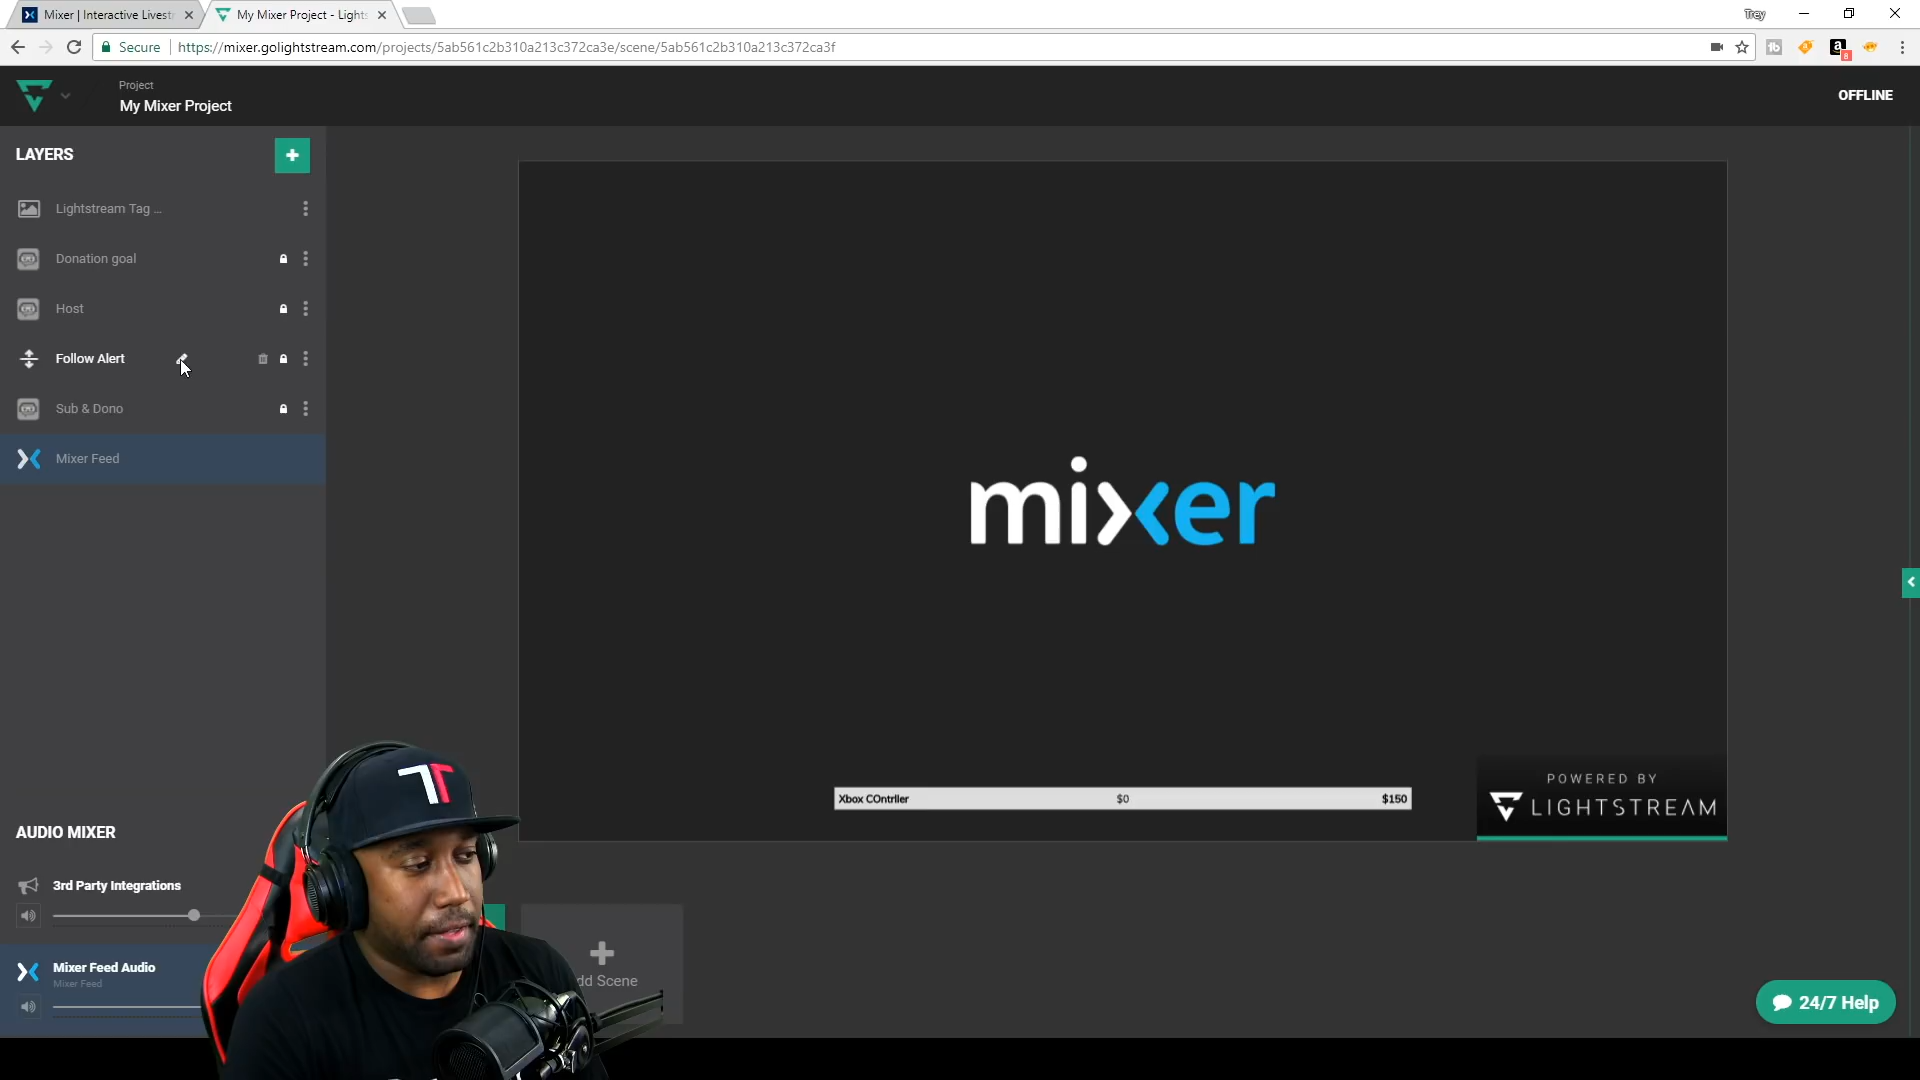 Mixer | Interactive Livest
My Mixer Project - Lights
Trey
Secure
https://mixer.golightstream.com/projects/5ab561c2b310a213c372ca3e/scene/5ab561c2b310a213c372ca3f
Project
My Mixer Project
OFFLINE
LAYERS
Lightstream Tag ...
Donation goal
Host
Follow Alert
Sub & Dono
Mixer Feed
mixer
Xbox COntrller
$0
$150
POWERED BY
LIGHTSTREAM
AUDIO MIXER
3rd Party Integrations
Mixer Feed Audio
Mixer Feed
dd Scene
24/7 Help